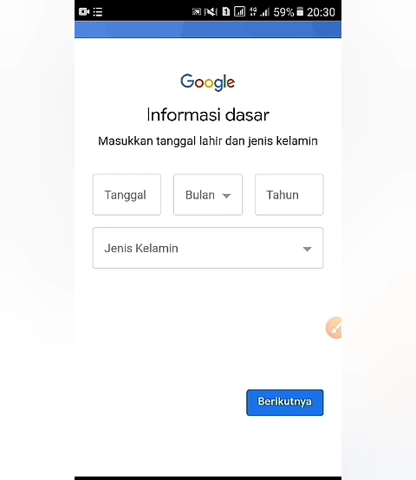 59% 20:30
Google
Informasi dasar
Masukkan tanggal lahir dan jenis kelamin
Tanggal Bulan Tahun
Jenis Kelamin
Berikutnya